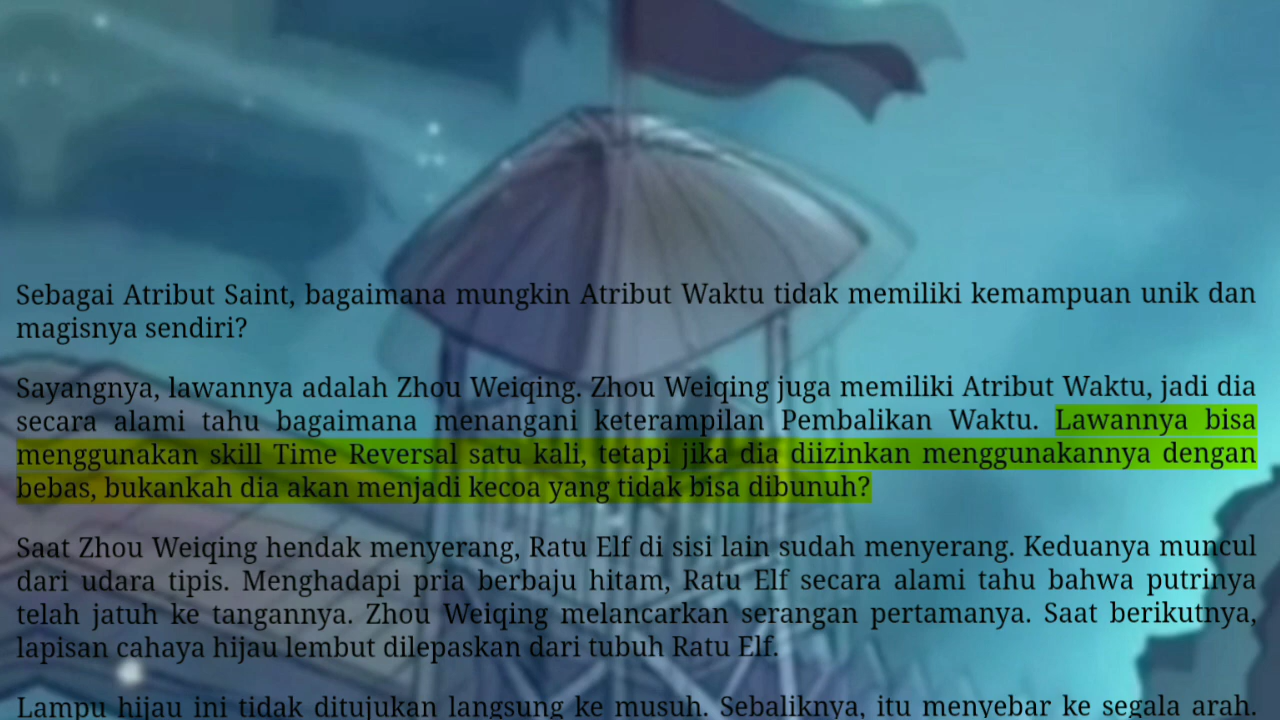 Sebagai Atribut Saint, bagaimana mungkin Atribut Waktu tidak memiliki kemampuan unik dan
magisnya sendiri?
Sayangnya, lawannya adalah Zhou Weiqing. Zhou Weiqing juga memiliki Atribut Waktu, jadi dia
secara alami tahu bagaimana menangani keterampilan Pembalikan Waktu. Lawannya bisa
menggunakan skill Time Reversal satu kali, tetapi jika dia diizinkan menggunakannya dengan
bebas, bukankah dia akan menjadi kecoa yang tidak bisa dibunuh?
Saat Zhou Weiqing hendak menyerang, Ratu Elf di sisi lain sudah menyerang. Keduanya muncul
dari udara tipis. Menghadapi pria berbaju hitam, Ratu Elf secara alami tahu bahwa putrinya
telah jatuh ke tangannya. Zhou Weiqing melancarkan serangan pertamanya. Saat berikutnya,
lapisan cahaya hijau lembut dilepaskan dari tubuh Ratu Elf.
Lampu hijau ini tidak ditujukan langsung ke musuh. Sebaliknya, itu menyebar ke segala arah.